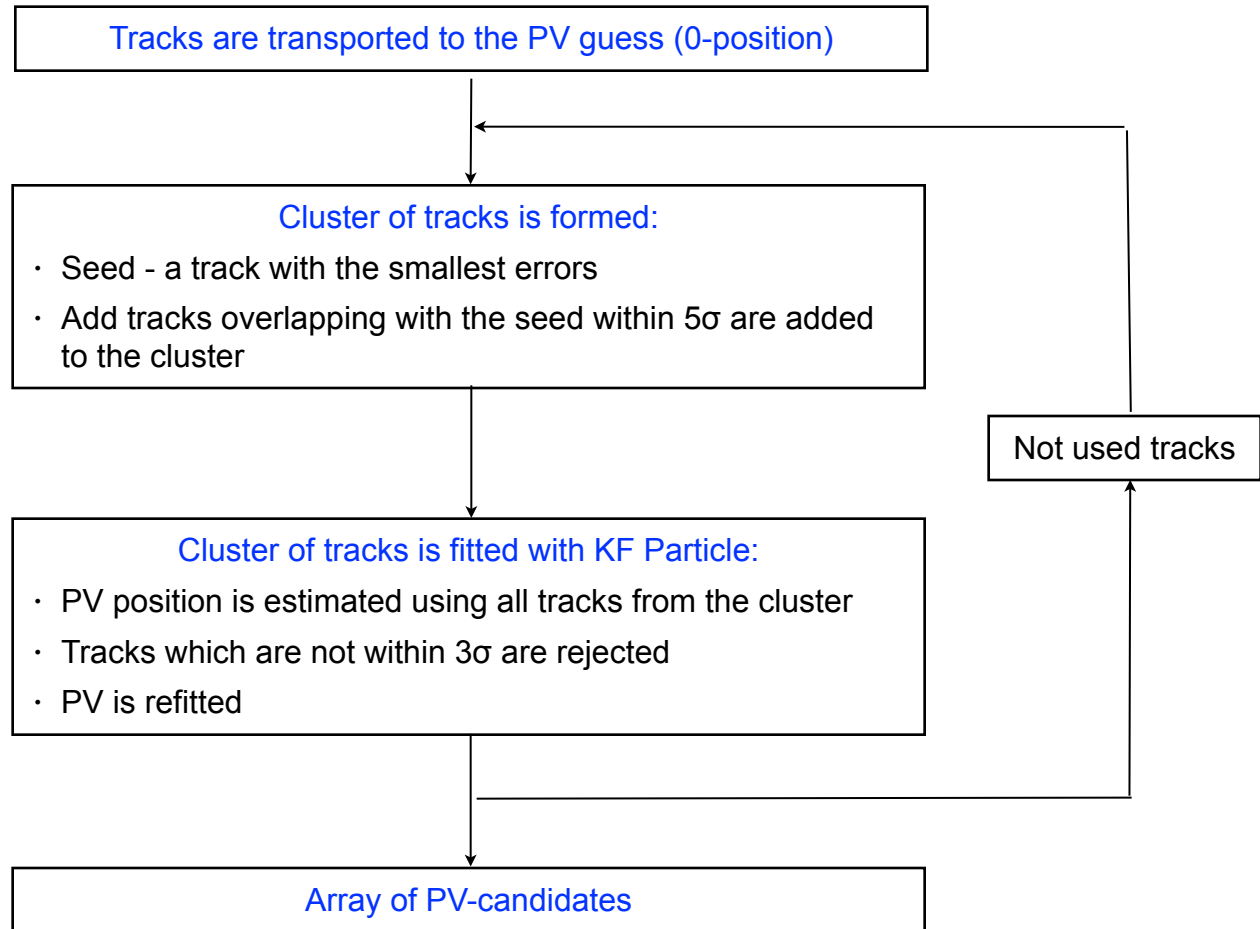 Tracks are transported to the PV guess (0-position)
Cluster of tracks is formed:
· Seed - a track with the smallest errors
· Add tracks overlapping with the seed within 5σ are added
to the cluster
Not used tracks
Cluster of tracks is fitted with KF Particle:
· PV position is estimated using all tracks from the cluster
· Tracks which are not within 3σ are rejected
· PV is refitted
Array of PV-candidates